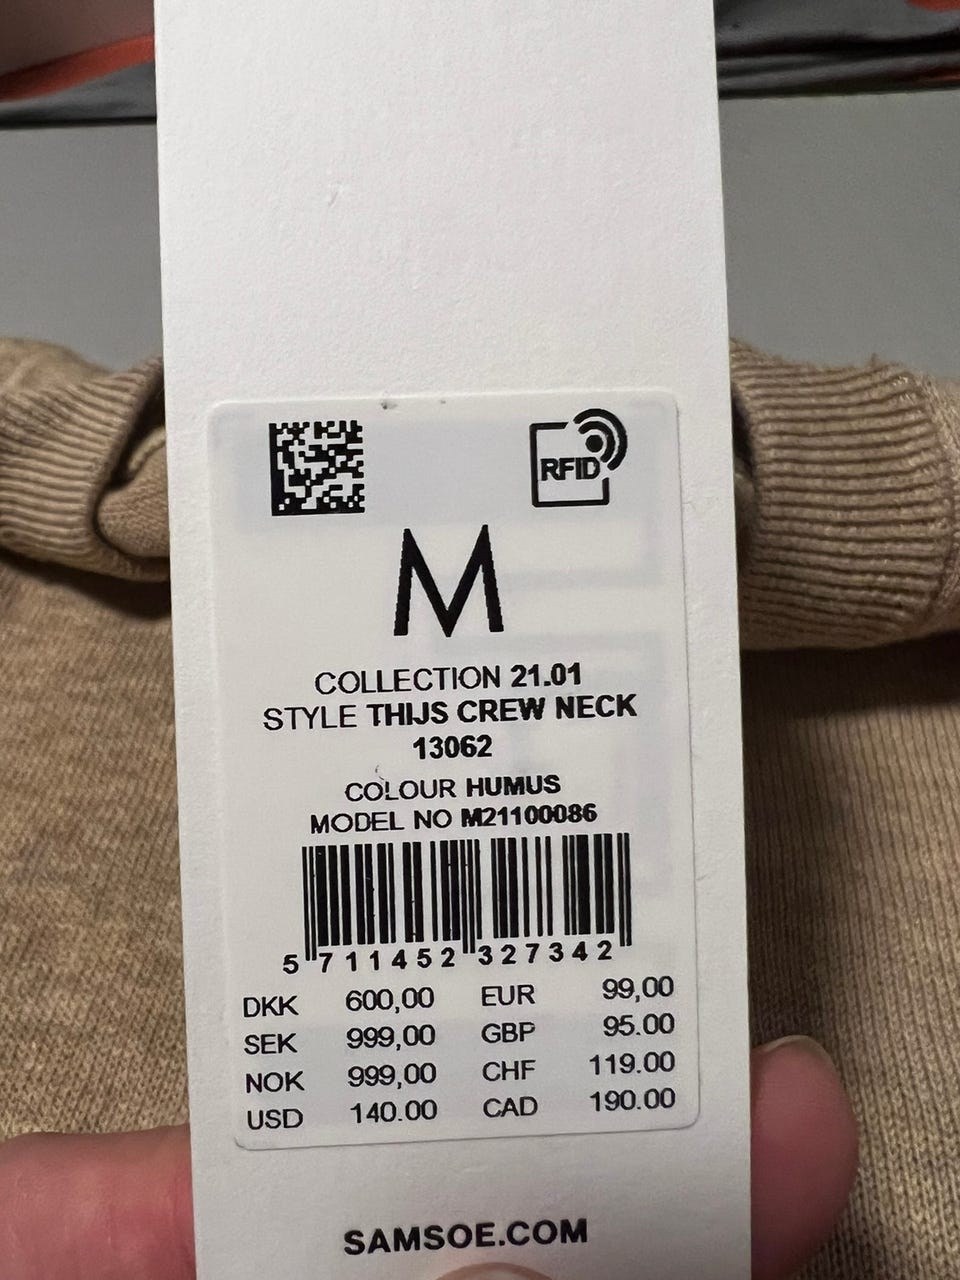 RFID
M
COLLECTION 21.01
STYLE THIJS CREW NECK
13062
COLOUR HUMUS
MODEL NO M21100086
5 711452 327342
DKK 600,00 EUR 99,00
SEK 999,00 GBP 95.00
NOK 999,00 CHF 119.00
USD 140.00 CAD 190.00
SAMSOE.COM